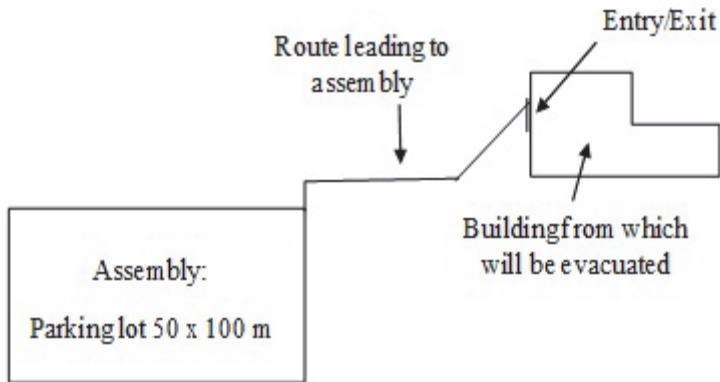 Entry/Exit
Route leading to
assembly
Building from which
will be evacuated
Assembly:
Parking lot 50 x 100 m